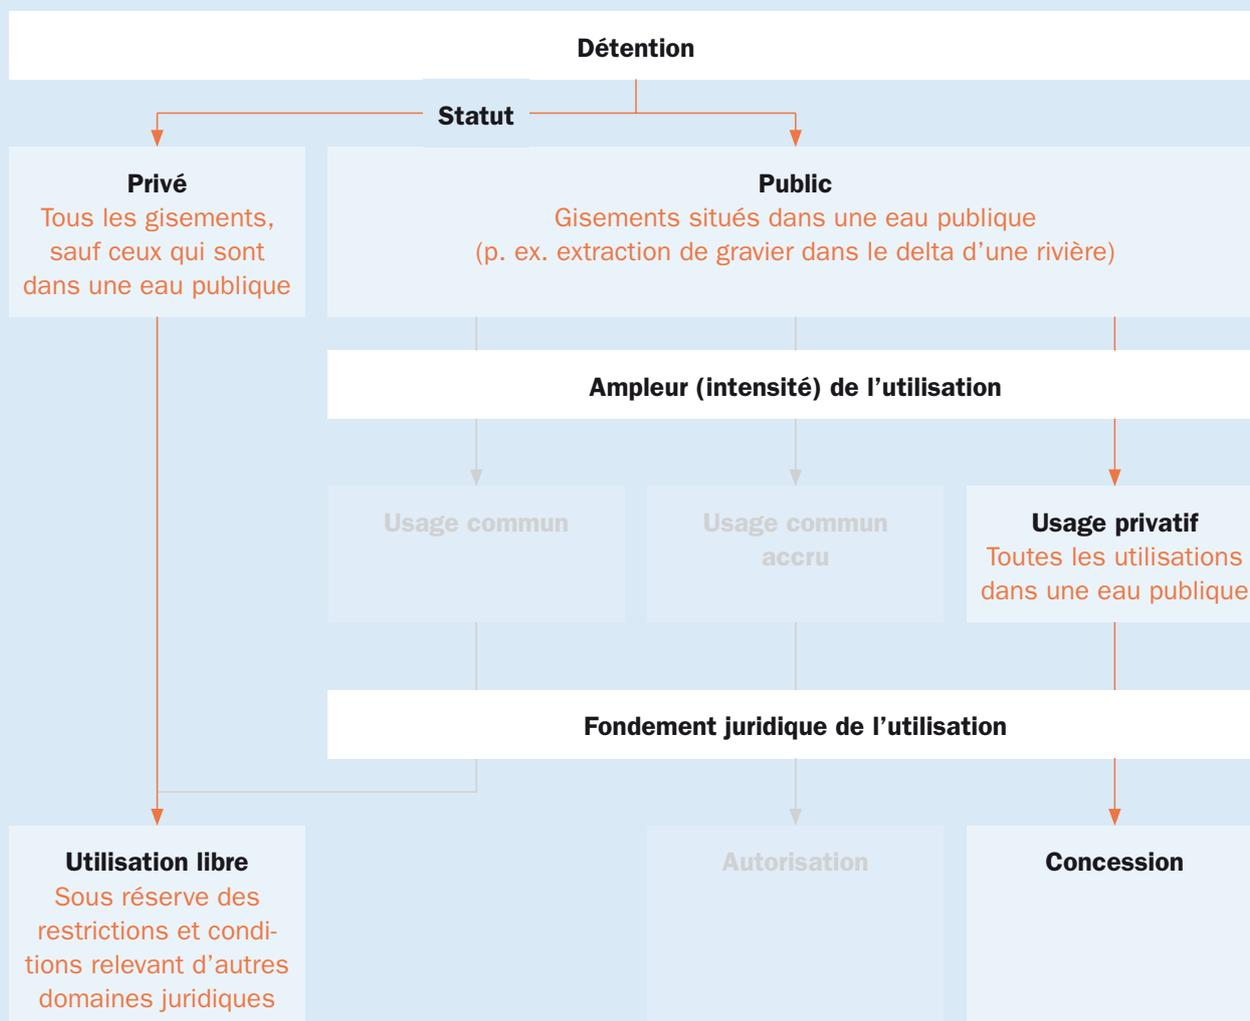 Détention
Statut
Privé
Tous les gisements,
sauf ceux qui sont
dans une eau publique
Public
Gisements situés dans une eau publique
(p. ex. extraction de gravier dans le delta d’une rivière)
Ampleur (intensité) de l’utilisation
Usage commun
Usage commun
accru
Usage privatif
Toutes les utilisations
dans une eau publique
Fondement juridique de l’utilisation
Utilisation libre
Sous réserve des
restrictions et condi-
tions relevant d’autres
domaines juridiques
Autorisation
Concession